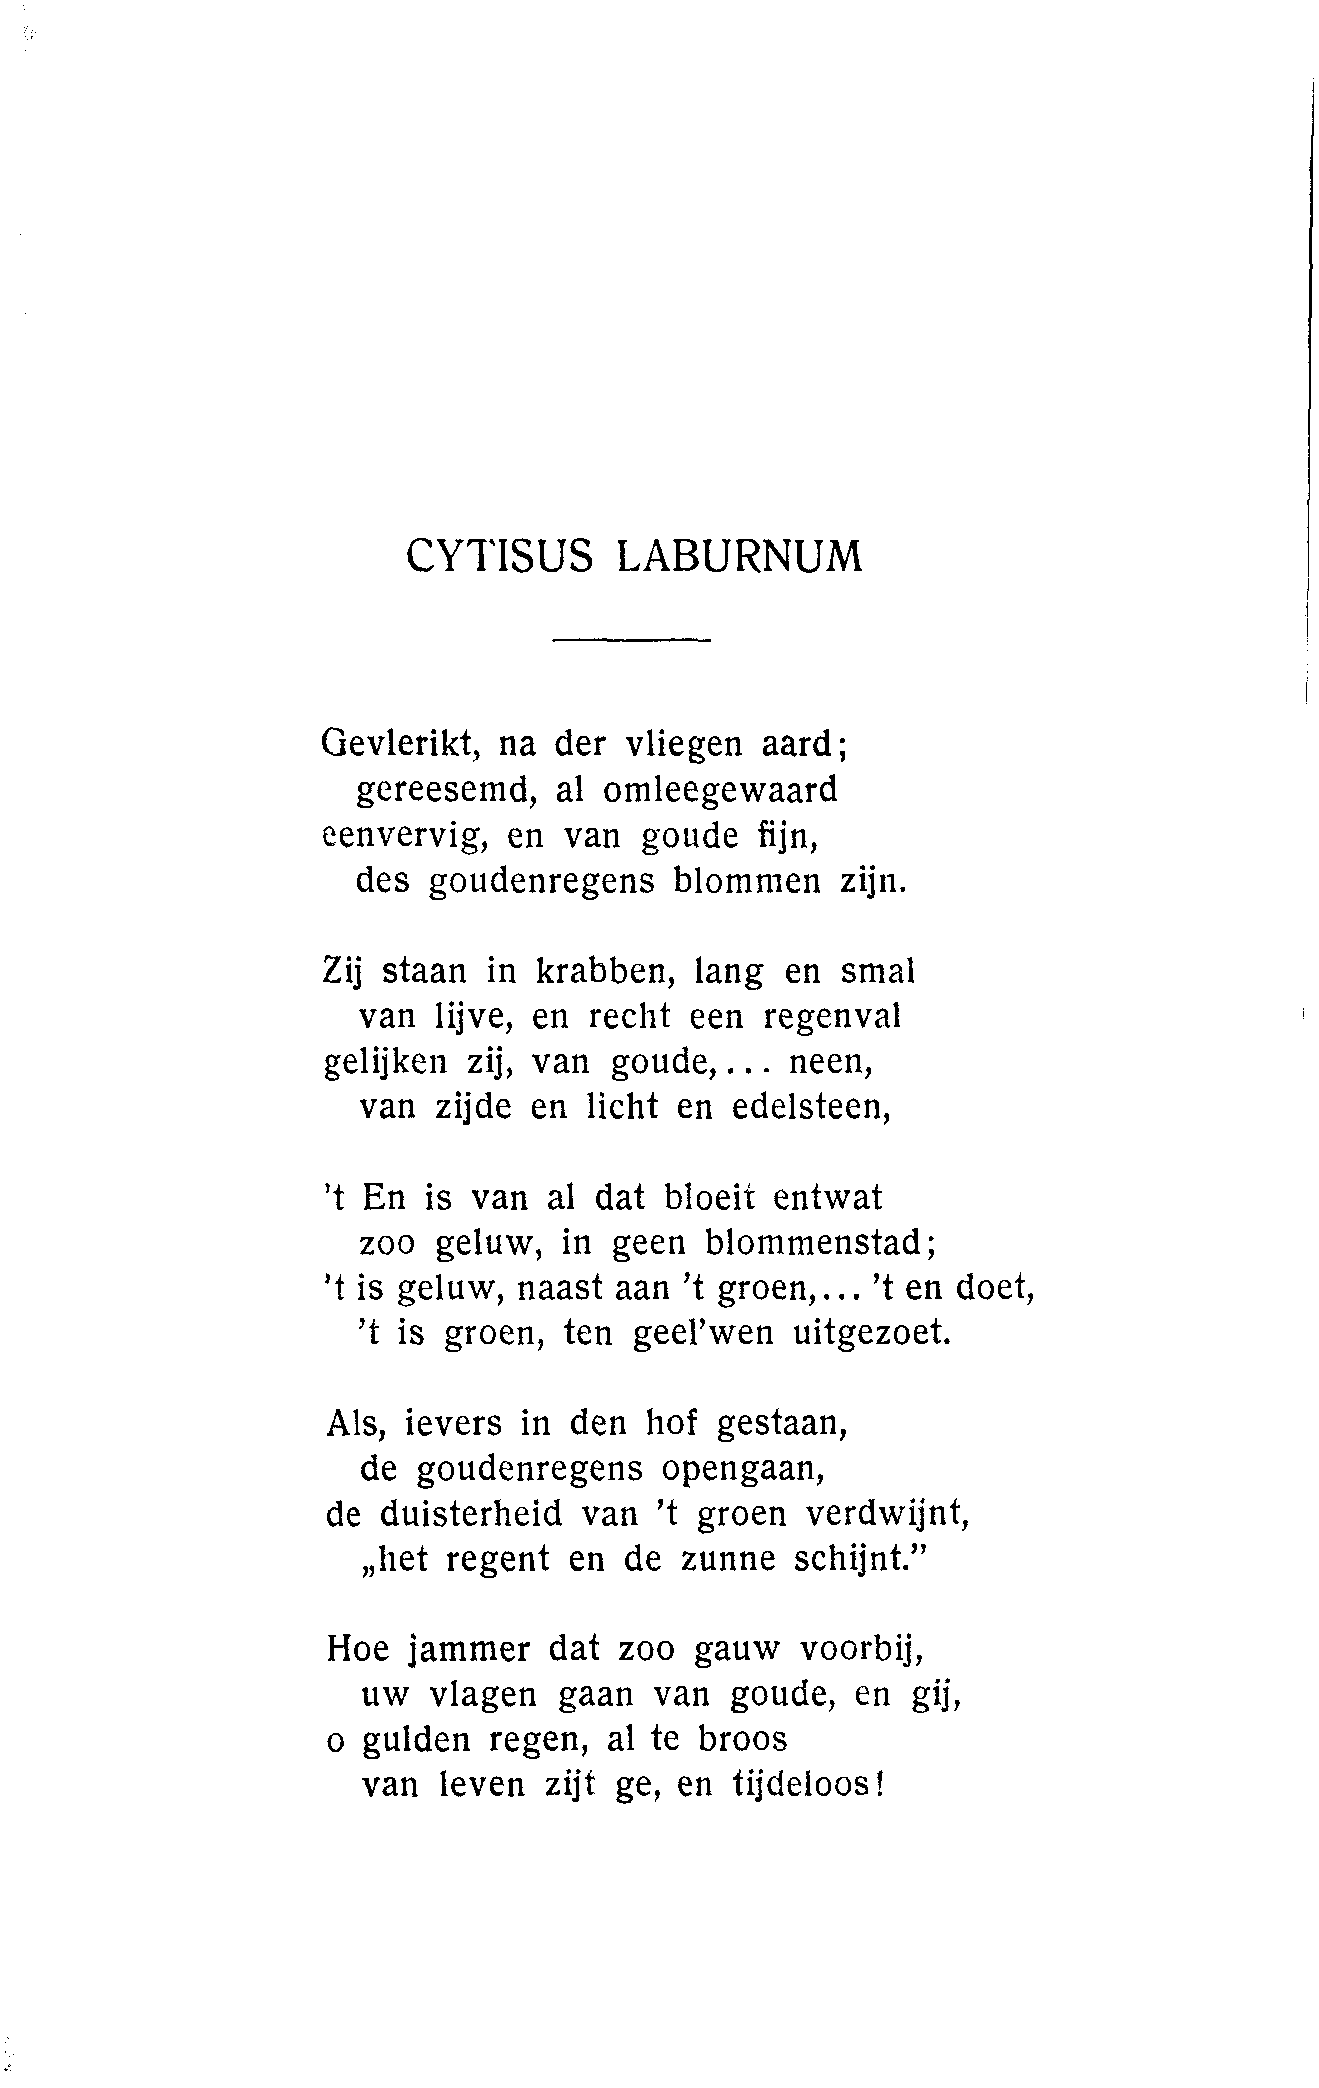 CYTISUS LABURNUM
Gevlerikt, na der vliegen aard;
gereesemd, al omleegewaard
eenvervig, en van goude fijn,
des goudenregens blommen zijn.
Zij staan in krabben, lang en smal
van lijve, en recht een regenval
gelijken zij, van goude,... neen,
van zijde en licht en edelsteen,
't En is van al dat bloeit entwat
zoo geluw, in geen blommenstad;
't is geluw, naast aan 't groen,... 't en doet,
't is groen, ten geel'wen uitgezoet.
Als, ievers in den hof gestaan,
de goudenregens opengaan,
de duisterheid van 't groen verdwijnt,
„het regent en de zunne schijnt.”
Hoe jammer dat zoo gauw voorbij,
uw vlagen gaan van goude, en gij,
o gulden regen, al te broos
van leven zijt ge, en tijdeloos!